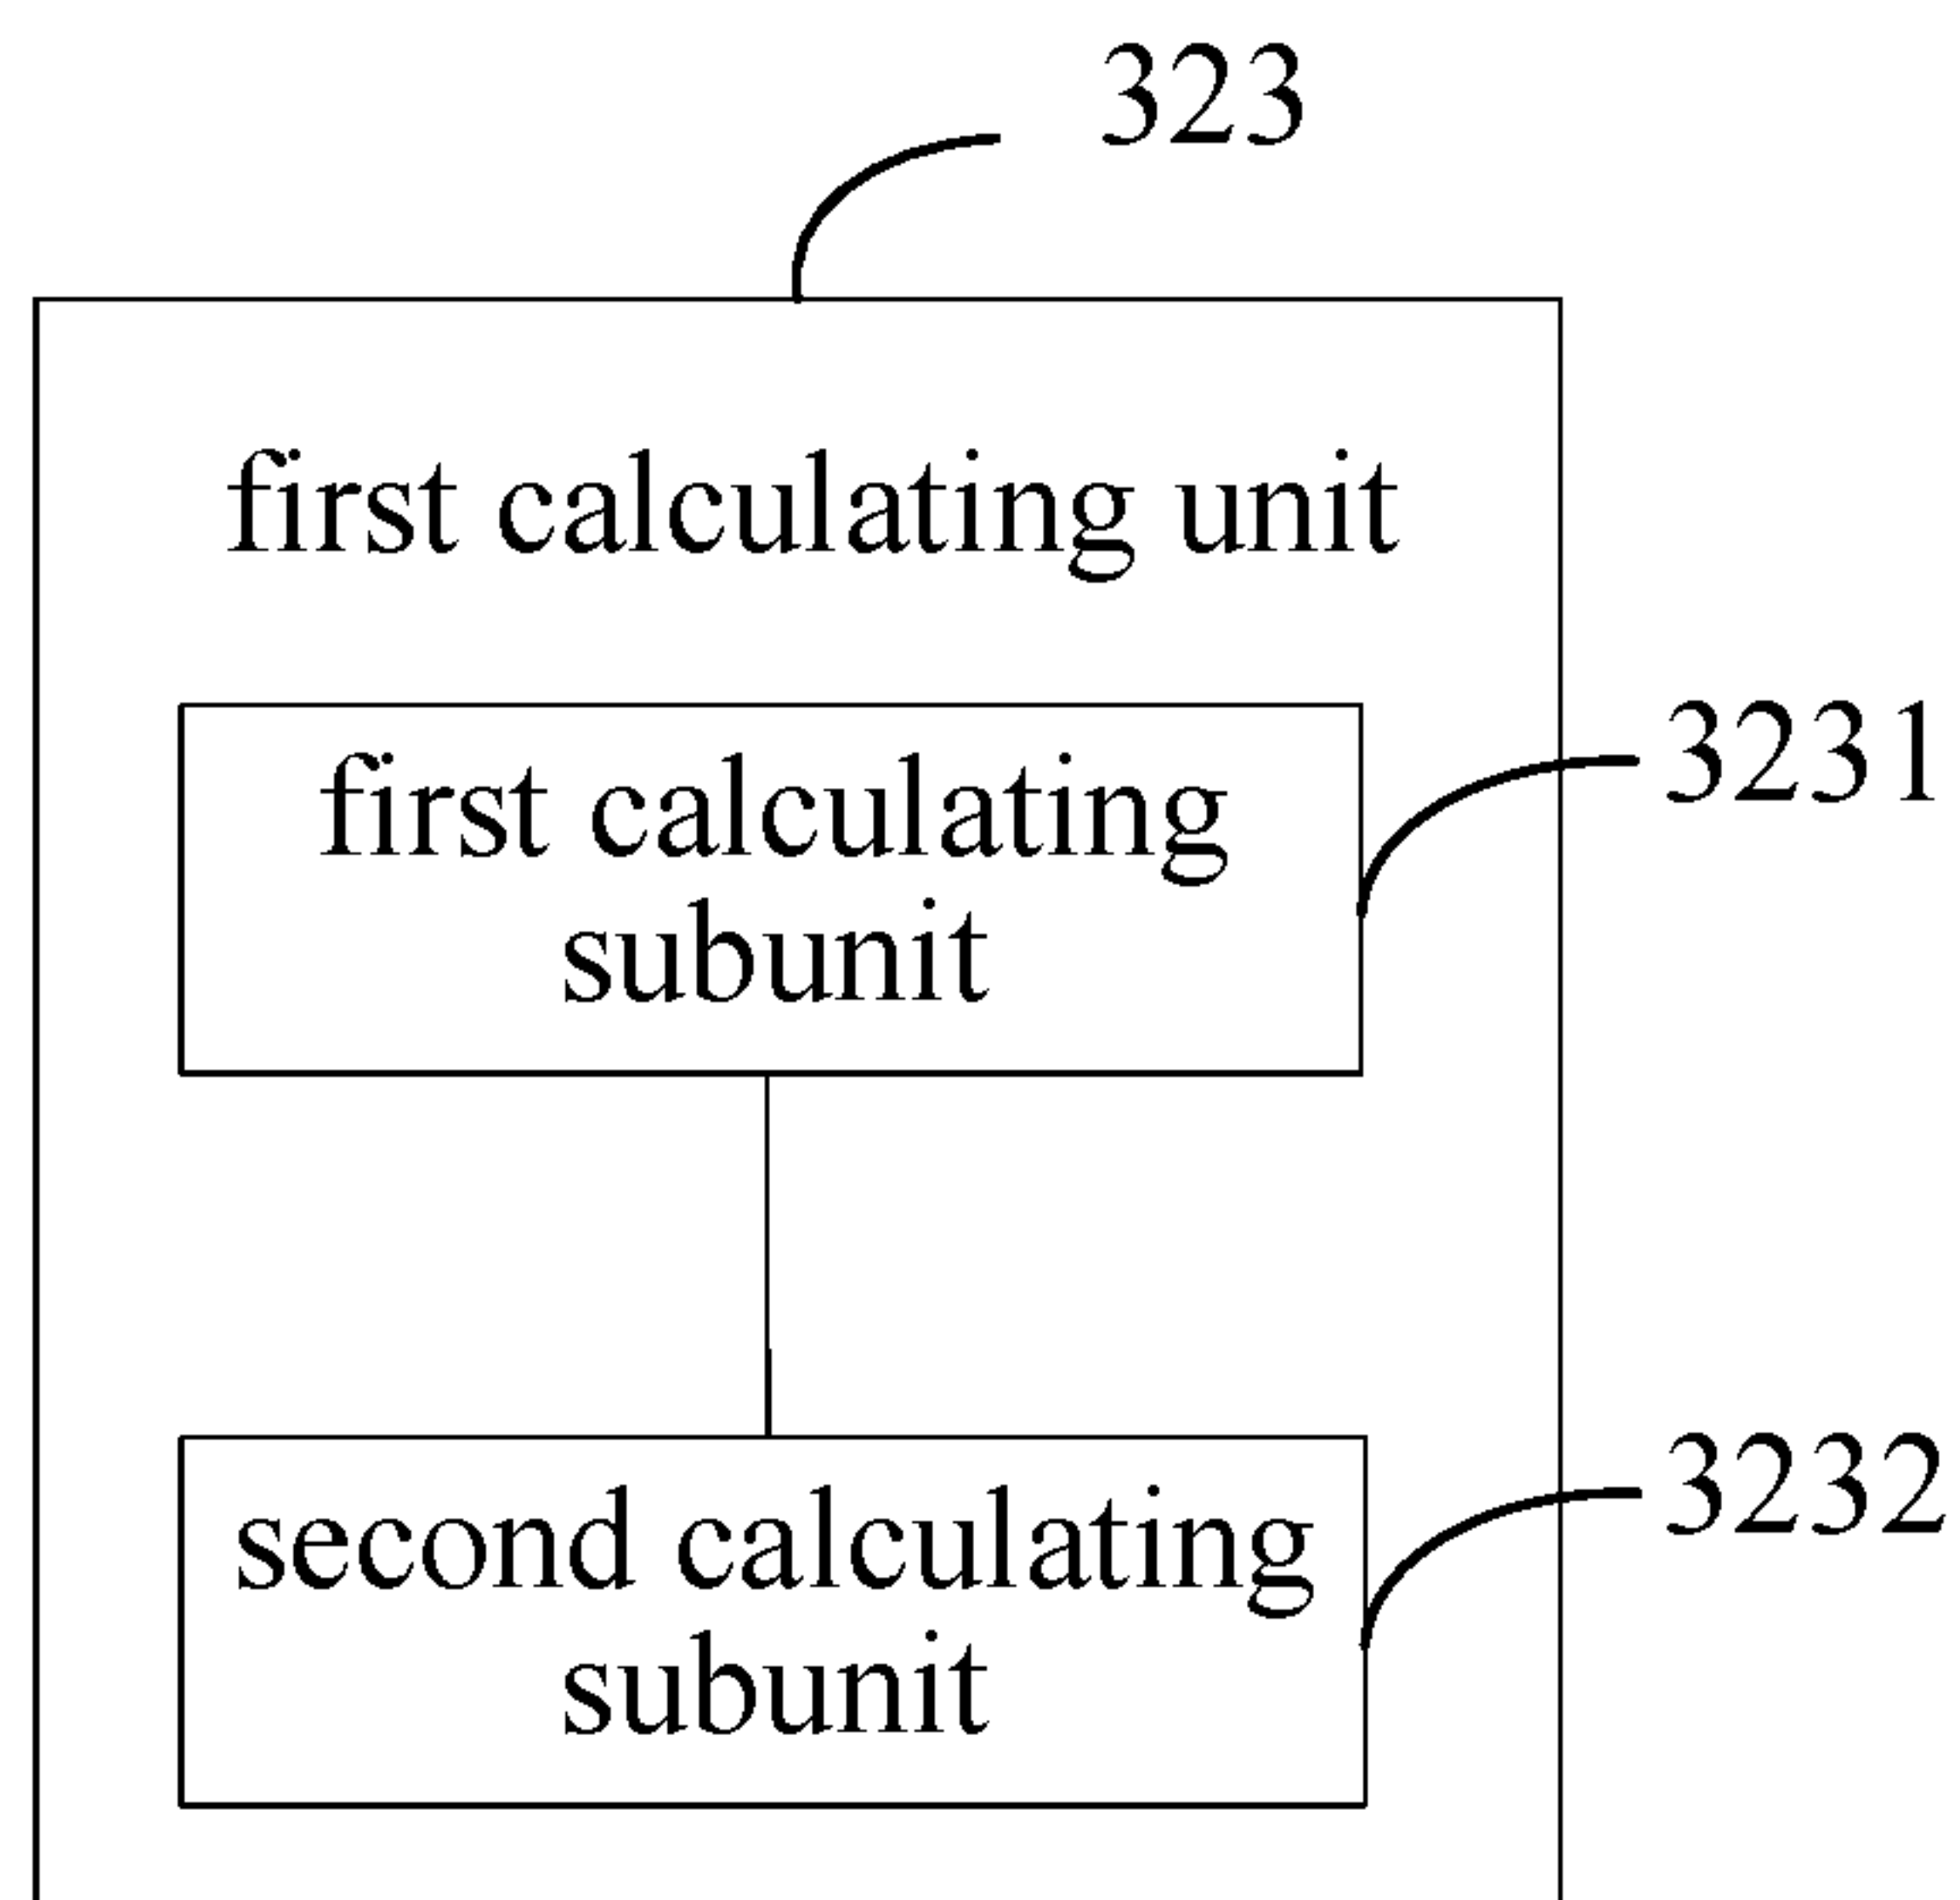 323
first calculating unit
3231
first calculating
subunit
3232
second calculating
subunit